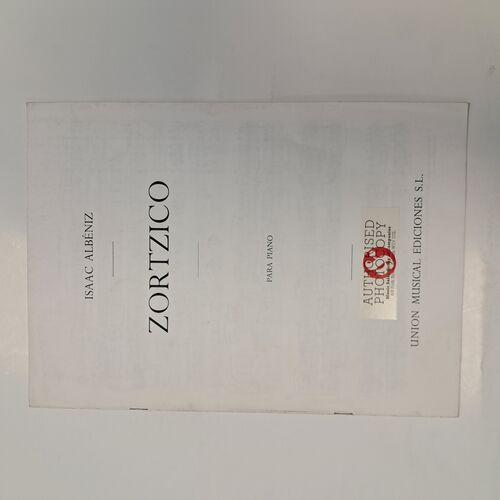 ISAAC ALBÉNIZ
ZORTZICO
PARA PIANO
AUTHORISED
PHOTOCOPY
UNION MUSICAL EDICIONES S.L.